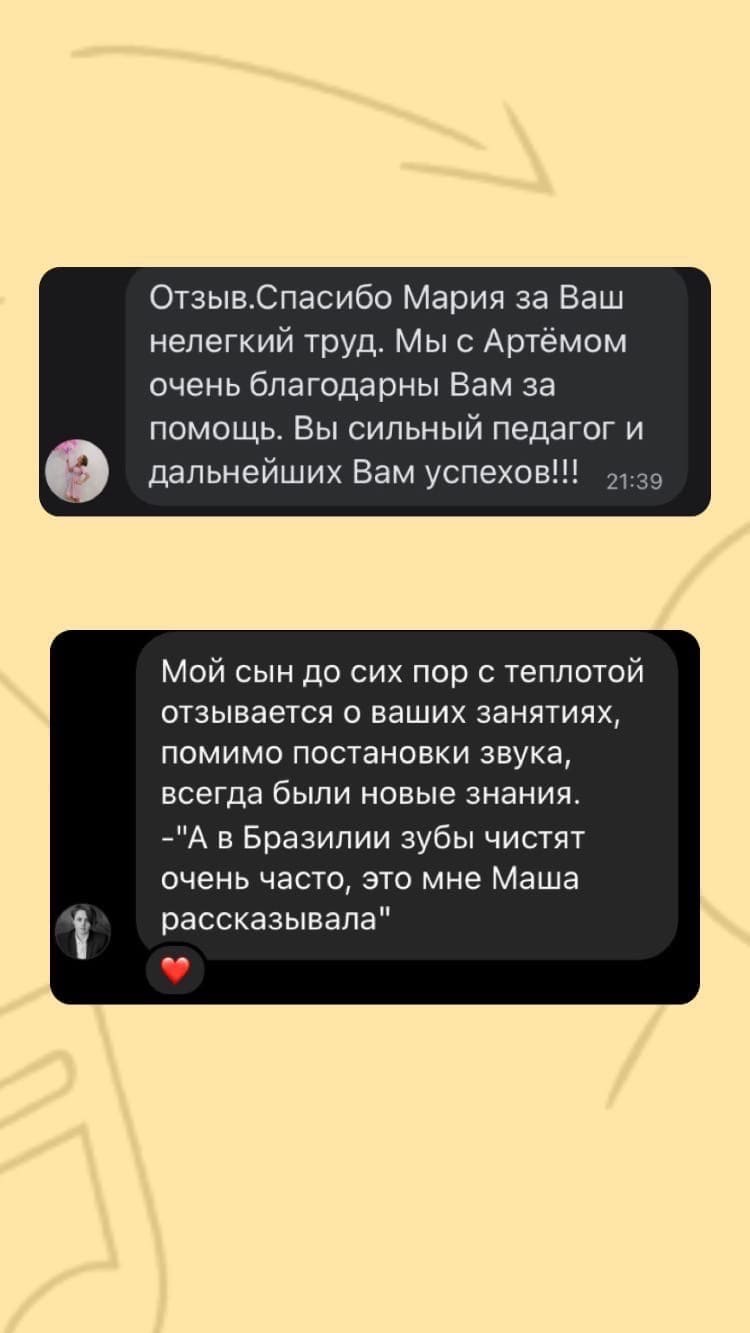 Отзыв.Спасибо Мария за Ваш
нелегкий труд. Мы с Артёмом
очень благодарны Вам за
помощь. Вы сильный педагог и
дальнейших Вам успехов!!! 21:39
Мой сын до сих пор с теплотой
отзывается о ваших занятиях,
помимо постановки звука,
всегда были новые знания.
-"А в Бразилии зубы чистят
очень часто, это мне Маша
рассказывала"